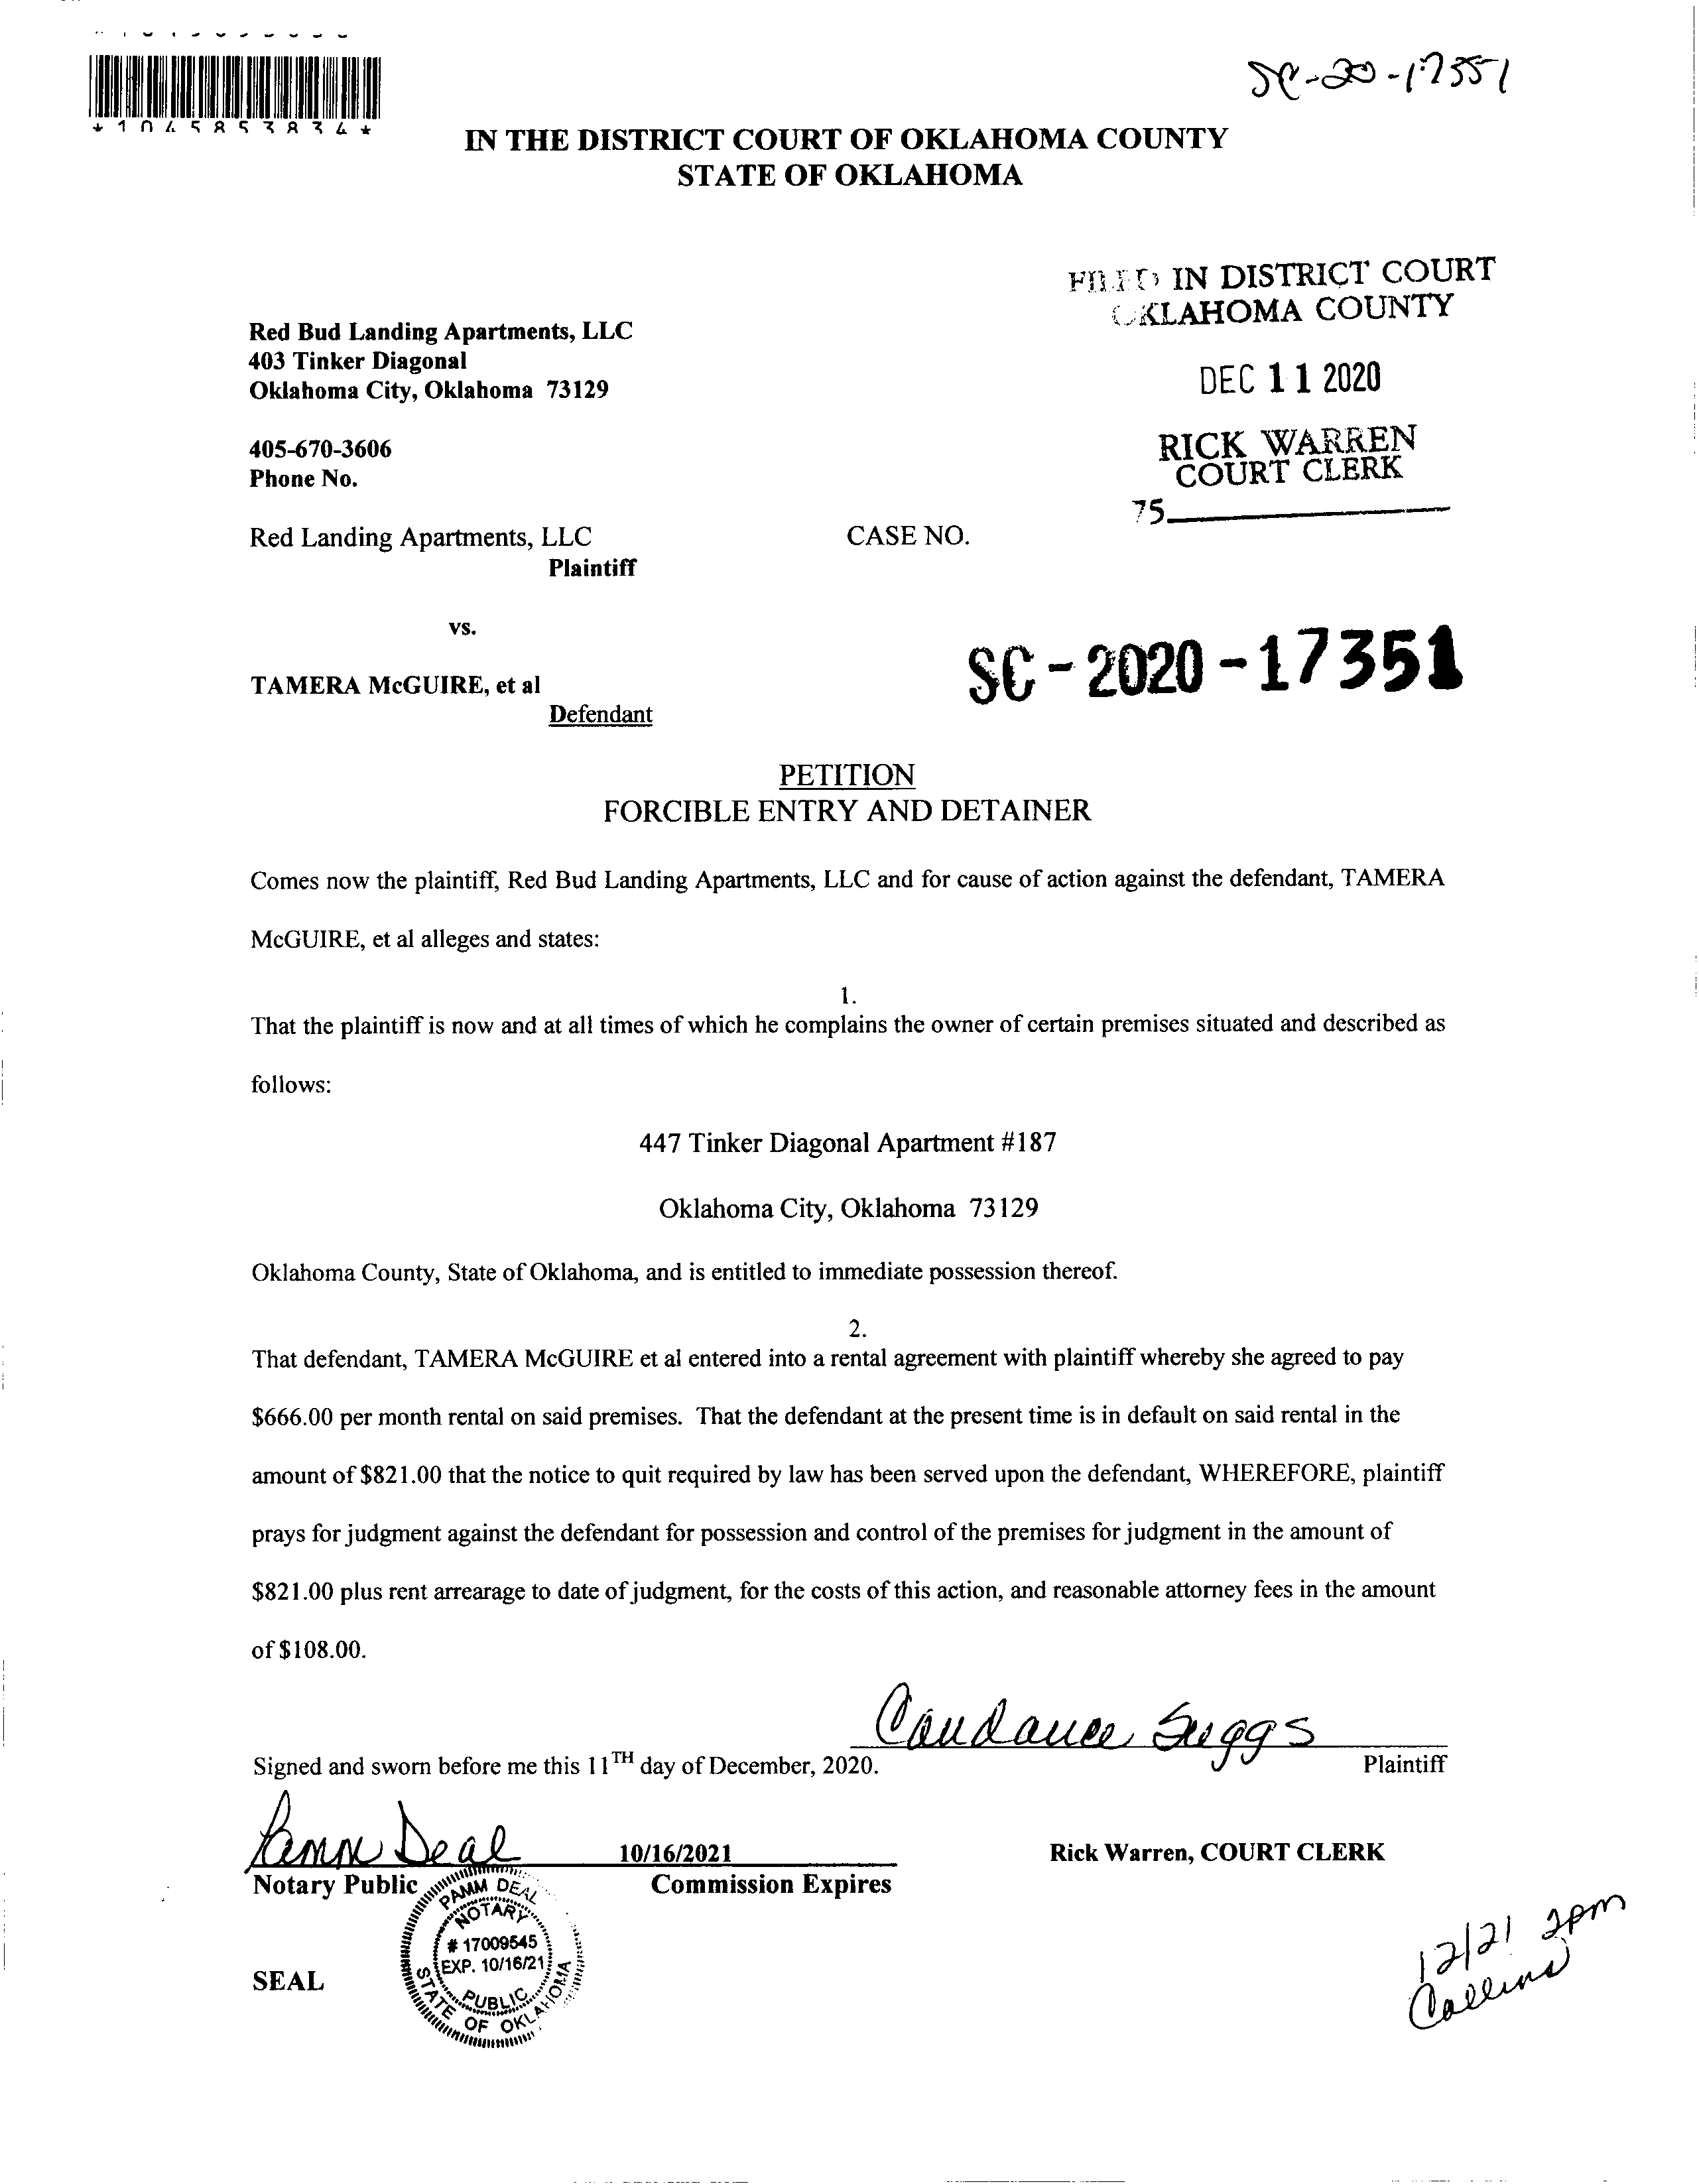 SC-20-17351
*1045853834*
IN THE DISTRICT COURT OF OKLAHOMA COUNTY
STATE OF OKLAHOMA
FILED IN DISTRICT COURT
OKLAHOMA COUNTY
Red Bud Landing Apartments, LLC
403 Tinker Diagonal
Oklahoma City, Oklahoma 73129
DEC 11 2020
405-670-3606
Phone No.
RICK WARREN
COURT CLERK
75
Red Landing Apartments, LLC
CASE NO.
Plaintiff
vs.
SC-2020-17351
TAMERA McGUIRE, et al
Defendant
PETITION
FORCIBLE ENTRY AND DETAINER
Comes now the plaintiff, Red Bud Landing Apartments, LLC and for cause of action against the defendant, TAMERA
McGUIRE, et al alleges and states:
1.
That the plaintiff is now and at all times of which he complains the owner of certain premises situated and described as
follows:
447 Tinker Diagonal Apartment #187
Oklahoma City, Oklahoma 73129
Oklahoma County, State of Oklahoma, and is entitled to immediate possession thereof.
2.
That defendant, TAMERA McGUIRE et al entered into a rental agreement with plaintiff whereby she agreed to pay
$666.00 per month rental on said premises. That the defendant at the present time is in default on said rental in the
amount of $821.00 that the notice to quit required by law has been served upon the defendant, WHEREFORE, plaintiff
prays for judgment against the defendant for possession and control of the premises for judgment in the amount of
$821.00 plus rent arrearage to date of judgment, for the costs of this action, and reasonable attorney fees in the amount
of $108.00.
Candance Suggs
Signed and sworn before me this 11TH day of December, 2020.
Plaintiff
Pamm Deal
10/16/2021
Rick Warren, COURT CLERK
Notary Public
Commission Expires
PAMM DEAL
NOTARY
# 17009545
EXP. 10/16/21
PUBLIC
STATE OF OKLAHOMA
SEAL
12/21 2pm
Collins